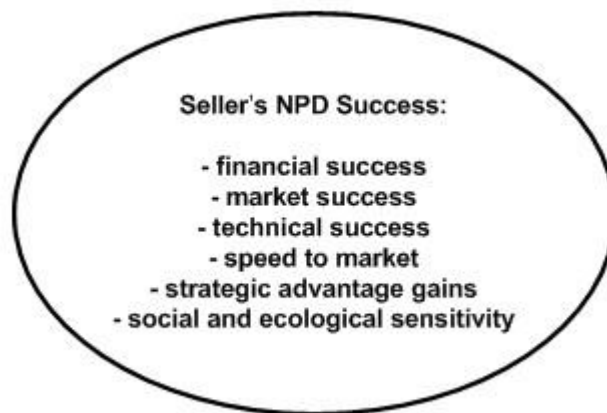 Seller's NPD Success:
- financial success
- market success
- technical success
- speed to market
- strategic advantage gains
- social and ecological sensitivity